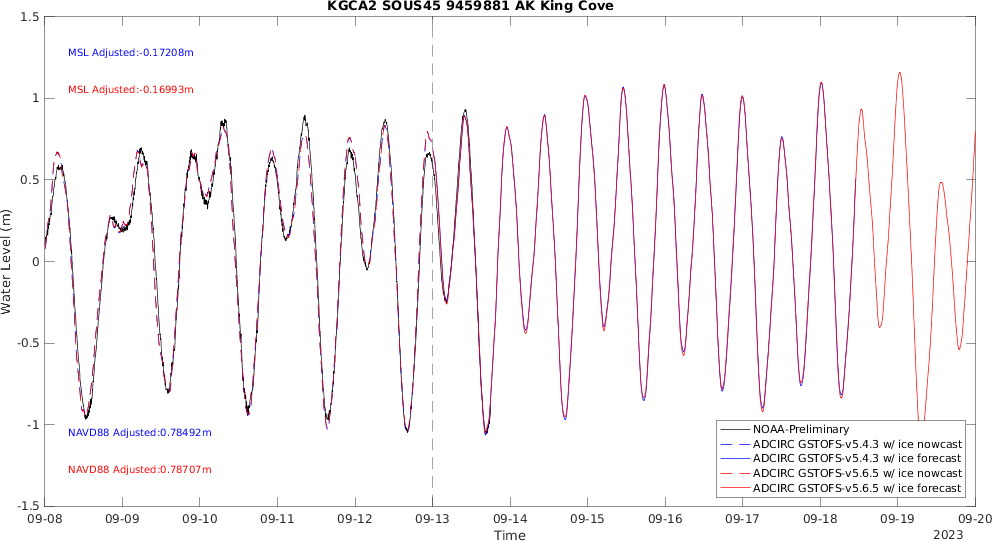 KGCA2 SOUS45 9459881 AK King Cove
1.5
MSL Adjusted:-0.17208m
MSL Adjusted:-0.16993m
1
0.5
0
-0.5
-1
-1.5
Water Level (m)
NAVD88 Adjusted:0.78492m
NAVD88 Adjusted:0.78707m
NOAA-Preliminary
ADCIRC GSTOFS-v5.4.3 w/ ice nowcast
ADCIRC GSTOFS-v5.4.3 w/ ice forecast
ADCIRC GSTOFS-v5.6.5 w/ ice nowcast
ADCIRC GSTOFS-v5.6.5 w/ ice forecast
09-08 09-09 09-10 09-11 09-12 09-13 09-14 09-15 09-16 09-17 09-18 09-19 09-20
Time
2023